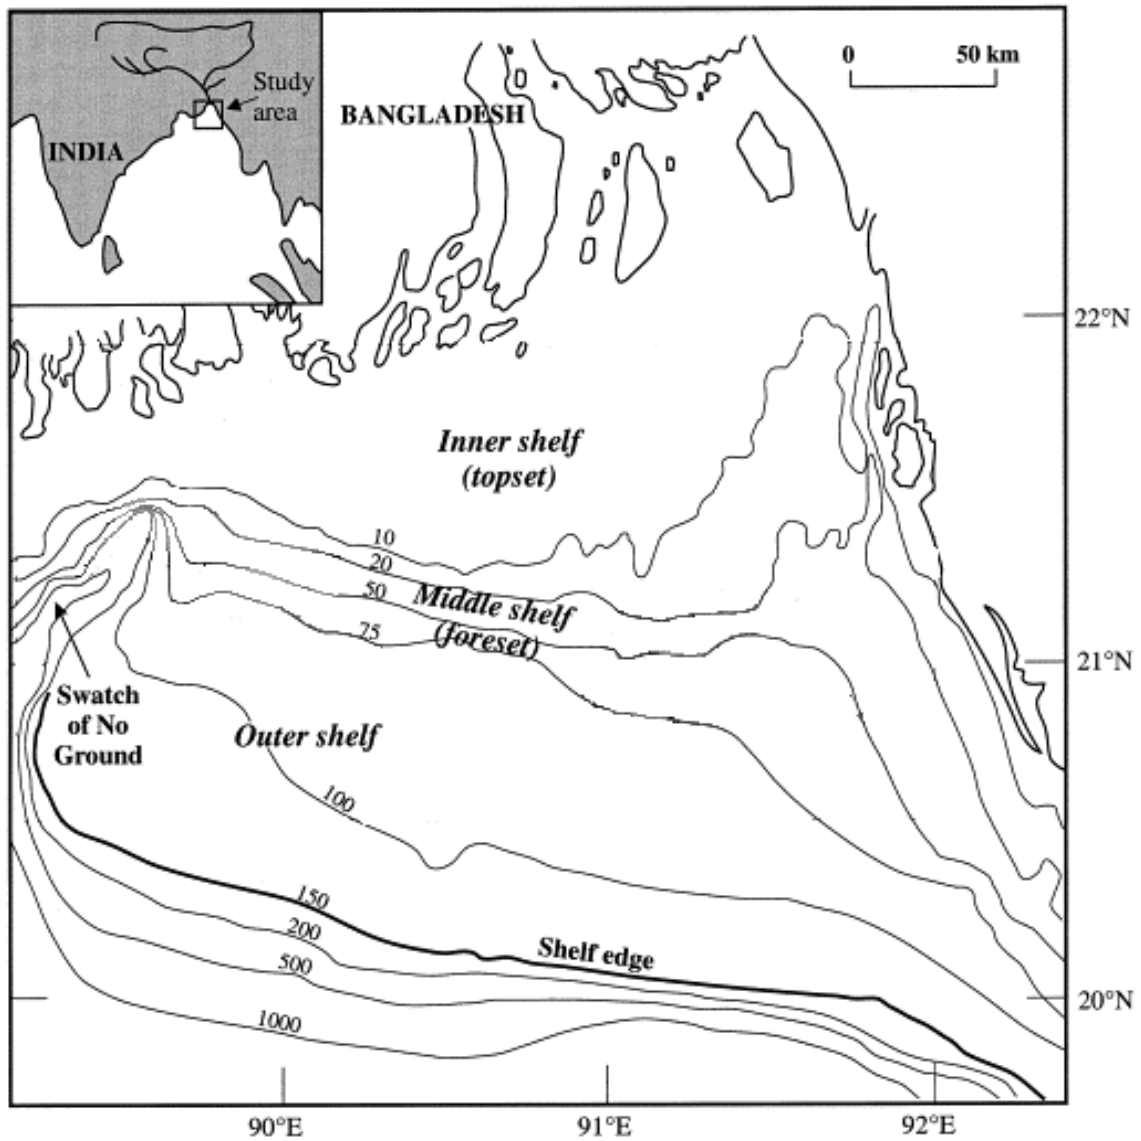 Study
area
INDIA
BANGLADESH
0 50 km
22°N
Inner shelf
(topset)
10
20
50
Middle shelf
(foreset)
75
21°N
Swatch
of No
Ground
Outer shelf
100
150
200
Shelf edge
500
20°N
1000
90°E 91°E 92°E